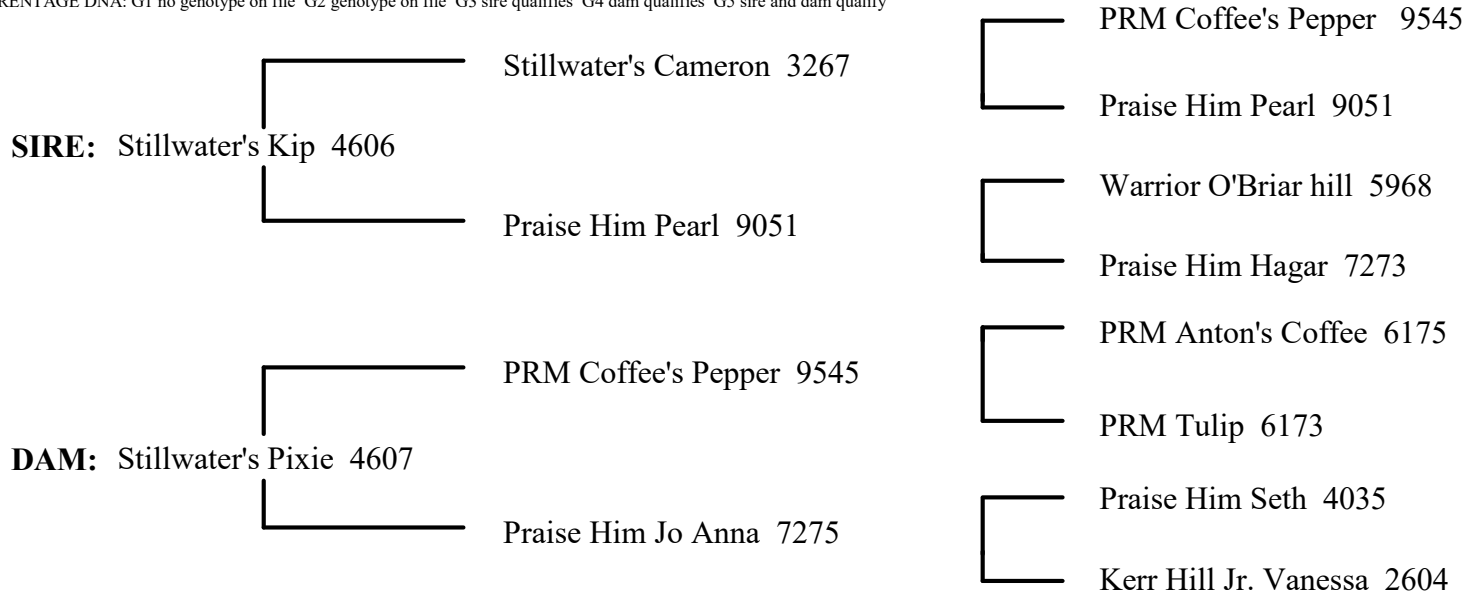 RENTAGE DNA: G1 no genotype on file G2 genotype on file G3 sire qualifies G4 dam qualifies G5 sire and dam qualify
PRM Coffee's Pepper 9545
Stillwater's Cameron 3267
Praise Him Pearl 9051
SIRE: Stillwater's Kip 4606
Warrior O'Briar hill 5968
Praise Him Pearl 9051
Praise Him Hagar 7273
PRM Anton's Coffee 6175
PRM Coffee's Pepper 9545
PRM Tulip 6173
DAM: Stillwater's Pixie 4607
Praise Him Seth 4035
Praise Him Jo Anna 7275
Kerr Hill Jr. Vanessa 2604